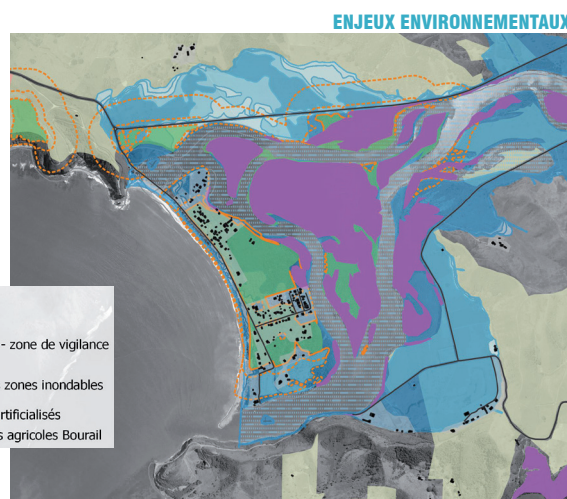 ENJEUX ENVIRONNEMENTAUX
- zone de vigilance
zones inondables
rtificialisés
s agricoles Bourail